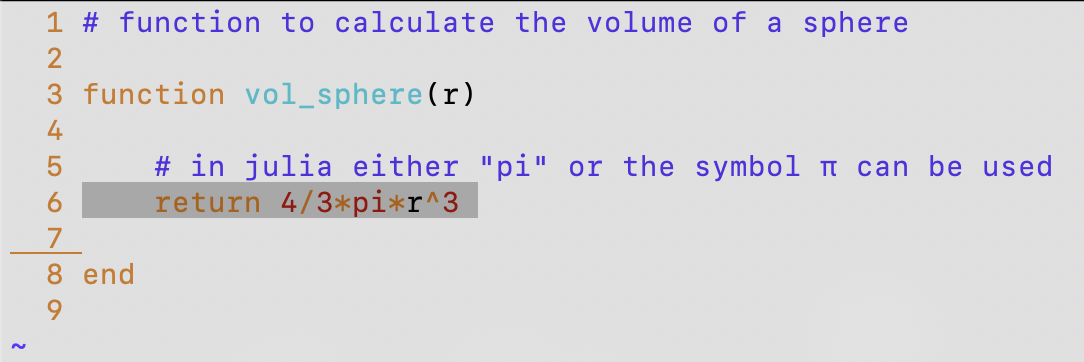 1 # function to calculate the volume of a sphere
2
3 function vol_sphere(r)
4
5     # in julia either "pi" or the symbol π can be used
6     return 4/3*pi*r^3
7
8 end
9
~